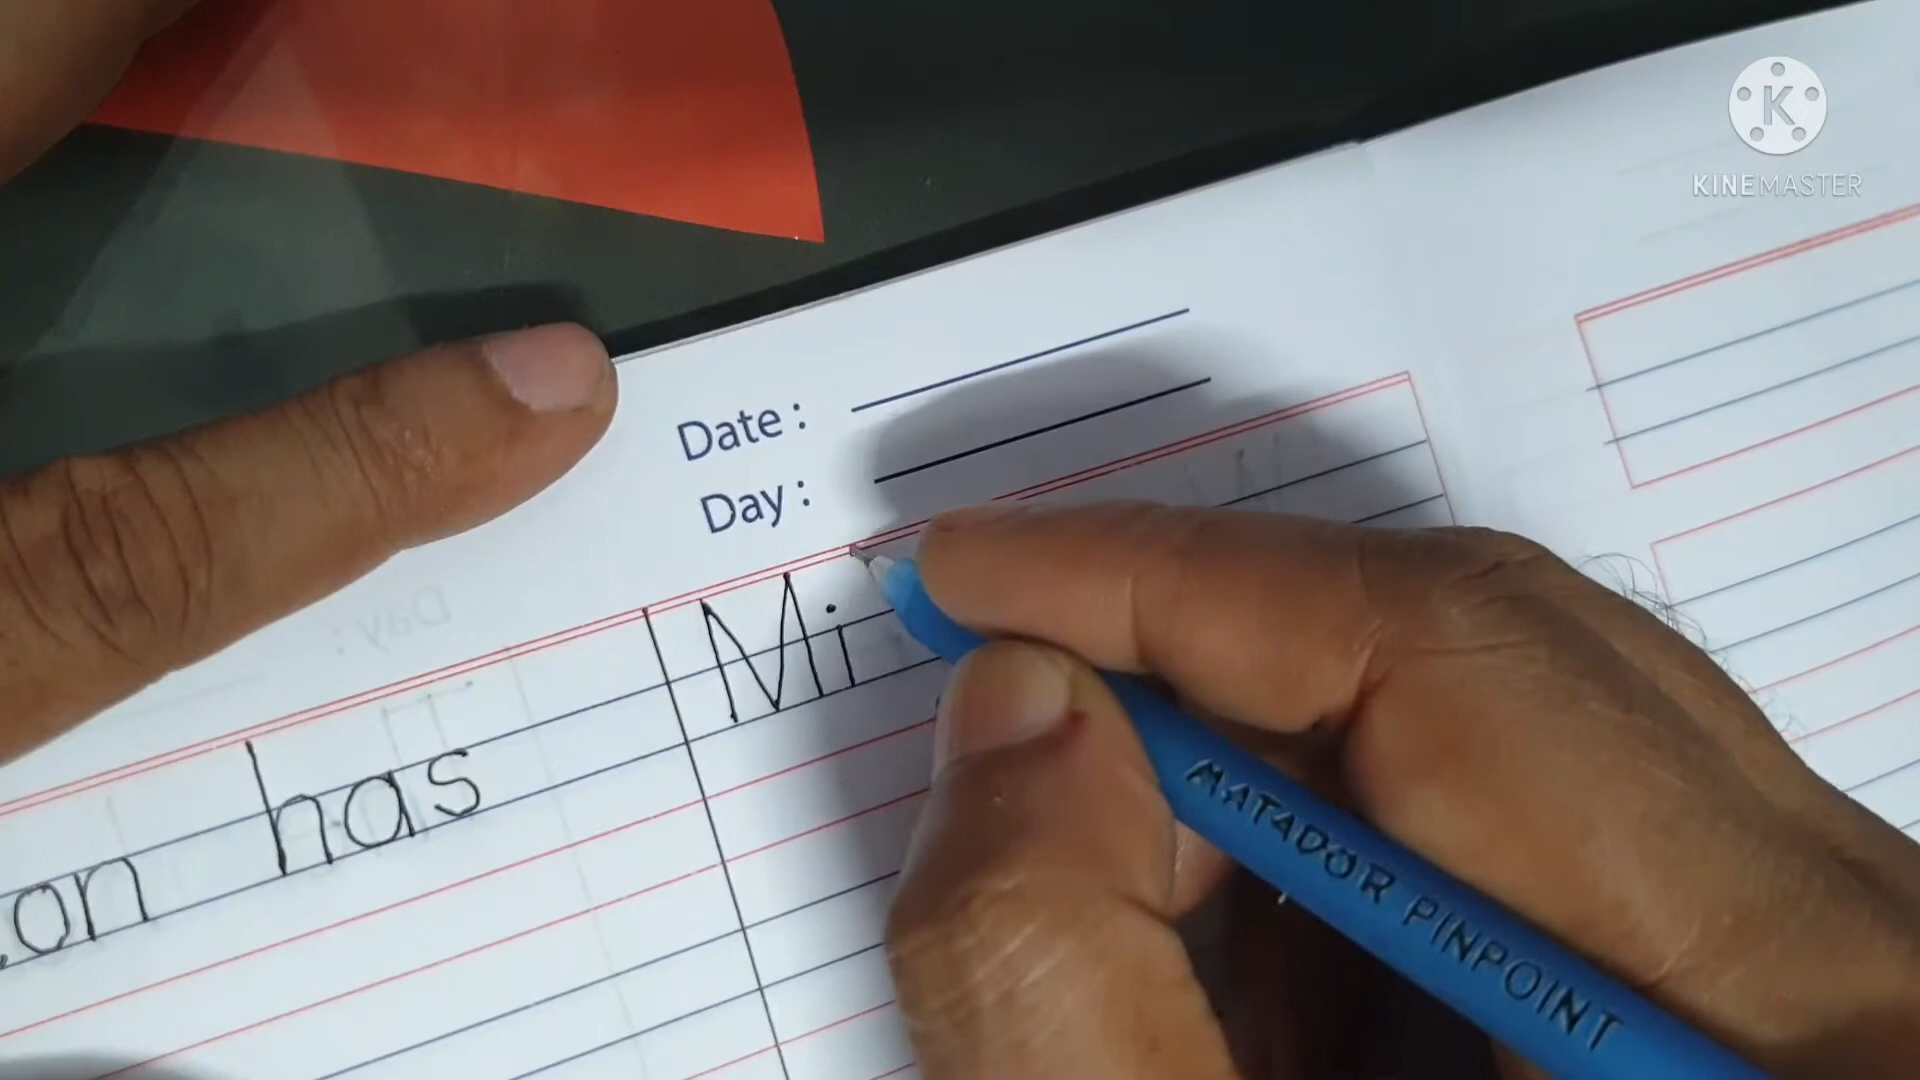 KINEMASTER
Date :
Day :
on has
Mi
MATADOR PINPOINT